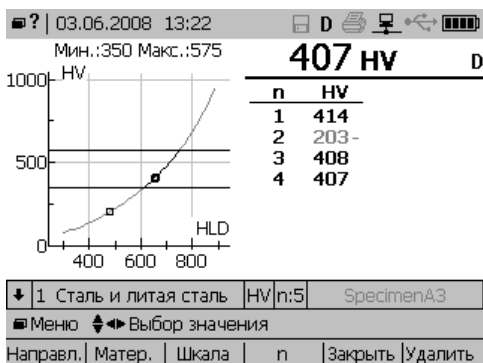 ? 03.06.2008 13:22 D
Мин.:350 Макс.:575
407 HV D
1000 HV
500
0
400 600 800
HLD
n HV
1 414
2 203-
3 408
4 407
1 Сталь и литая сталь HV n:5 SpecimenA3
Меню Выбор значения
Направл. Матер. Шкала n Закрыть Удалить